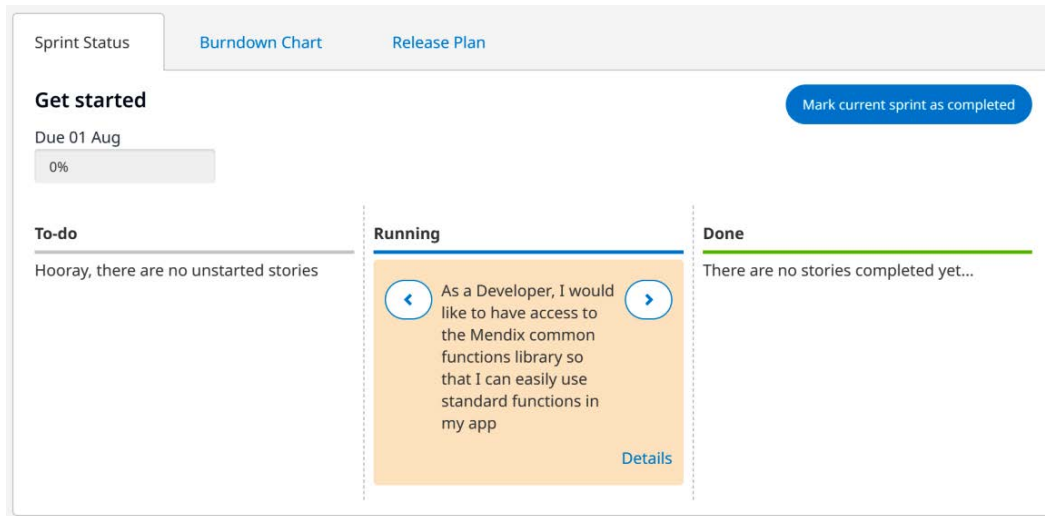 Sprint Status
Burndown Chart
Release Plan
Get started
Mark current sprint as completed
Due 01 Aug
0%
To-do
Hooray, there are no unstarted stories
Running
As a Developer, I would
like to have access to
the Mendix common
functions library so
that I can easily use
standard functions in
my app
Details
Done
There are no stories completed yet...